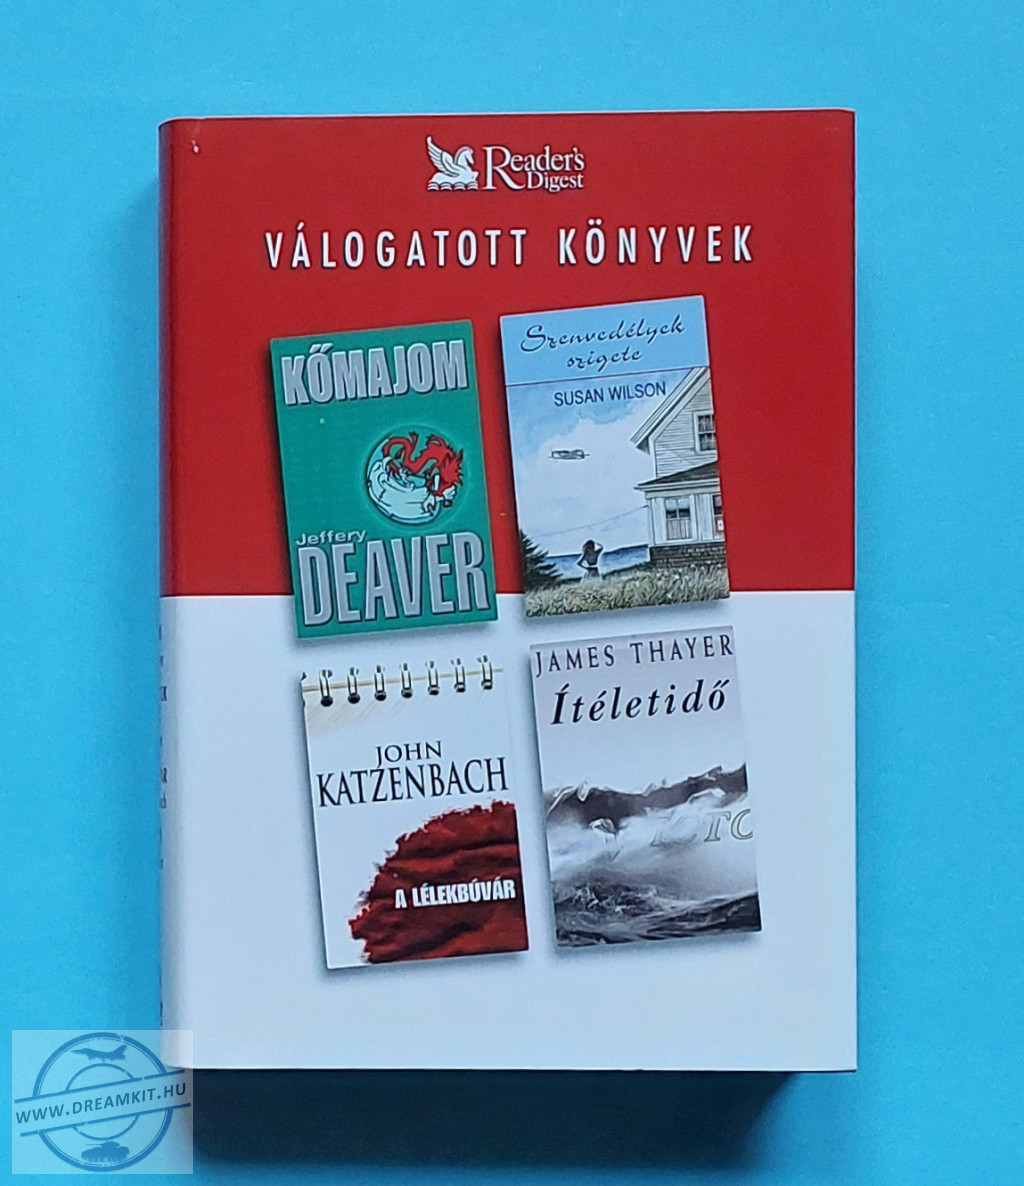 Reader's
Digest
VÁLOGATOTT KÖNYVEK
KŐMAJOM
Jeffery
DEAVER
Szenvedélyek
szigete
SUSAN WILSON
JOHN
KATZENBACH
A LÉLEKBÚVÁR
JAMES THAYER
Ítéletidő
WWW.DREAMKIT.HU